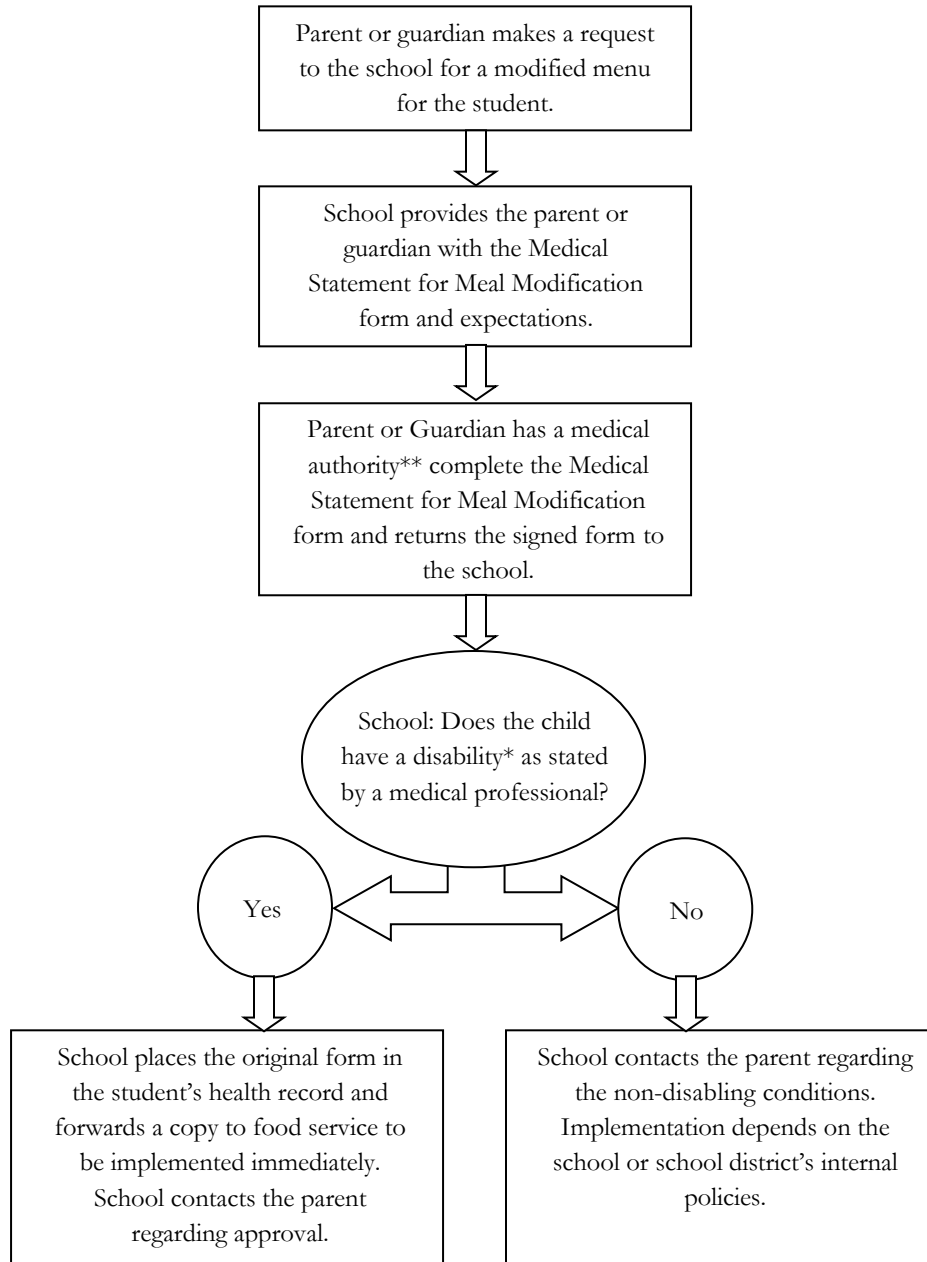 Parent or guardian makes a request
to the school for a modified menu
for the student.
School provides the parent or
guardian with the Medical
Statement for Meal Modification
form and expectations.
Parent or Guardian has a medical
authority** complete the Medical
Statement for Meal Modification
form and returns the signed form to
the school.
School: Does the child
have a disability* as stated
by a medical professional?
Yes
No
School places the original form in
the student’s health record and
forwards a copy to food service to
be implemented immediately.
School contacts the parent
regarding approval.
School contacts the parent regarding
the non-disabling conditions.
Implementation depends on the
school or school district’s internal
policies.